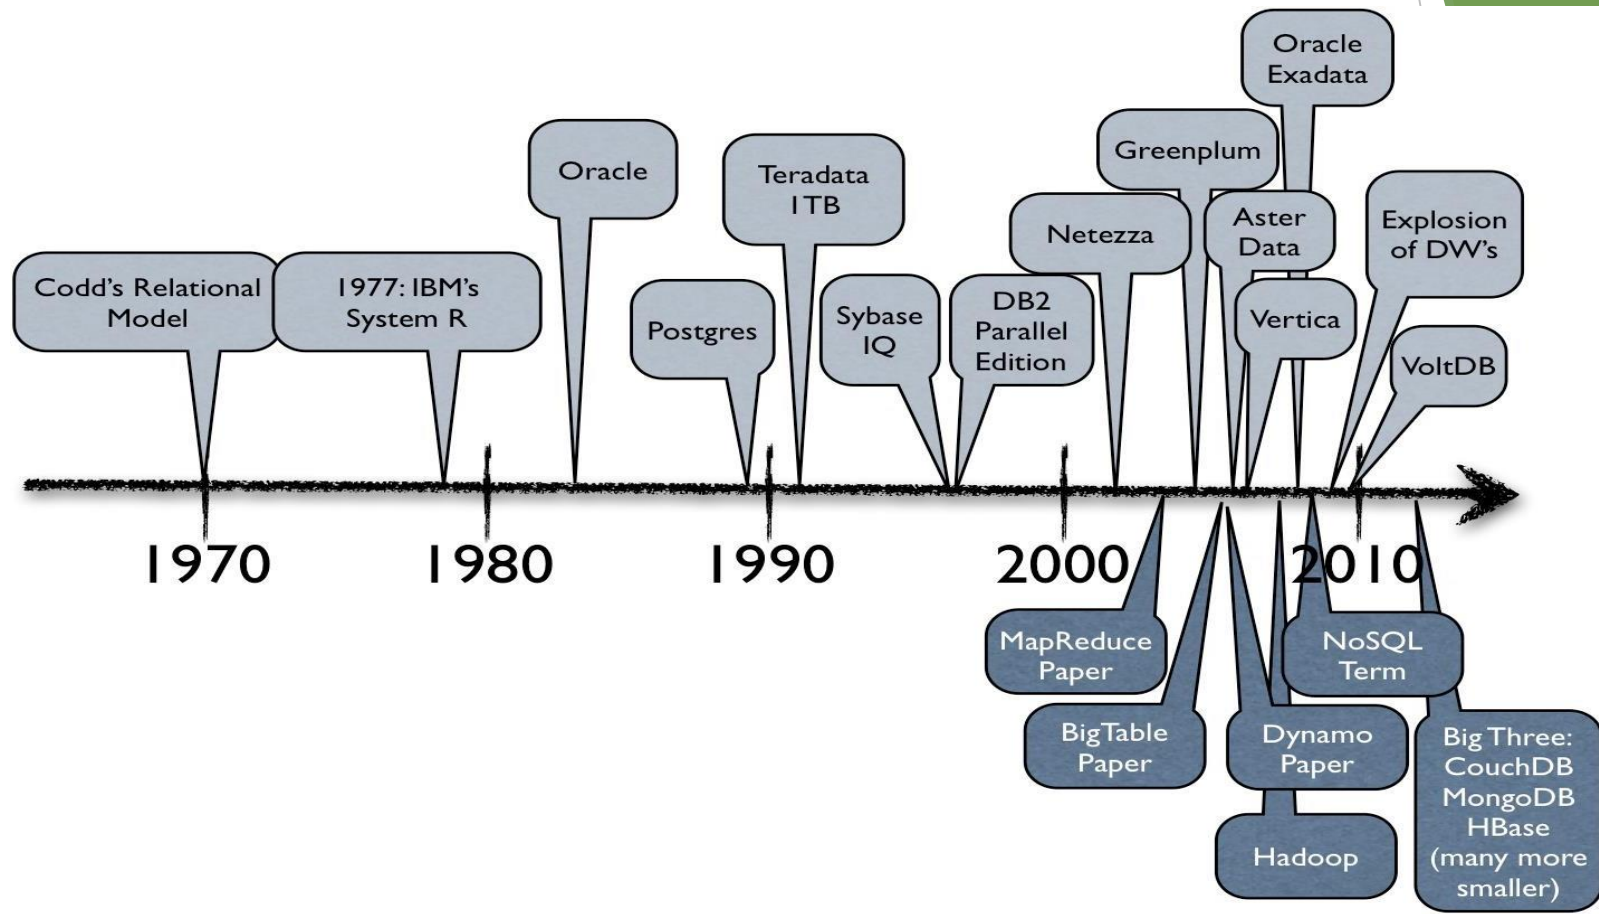 Oracle
Exadata
Greenplum
Oracle
Teradata
1TB
Netezza
Aster
Data
Explosion
of DW's
Codd's Relational
Model
1977: IBM's
System R
Postgres
Sybase
IQ
DB2
Parallel
Edition
Vertica
VoltDB
1970
1980
1990
2000
2010
MapReduce
Paper
NoSQL
Term
BigTable
Paper
Dynamo
Paper
Big Three:
CouchDB
MongoDB
HBase
(many more
smaller)
Hadoop